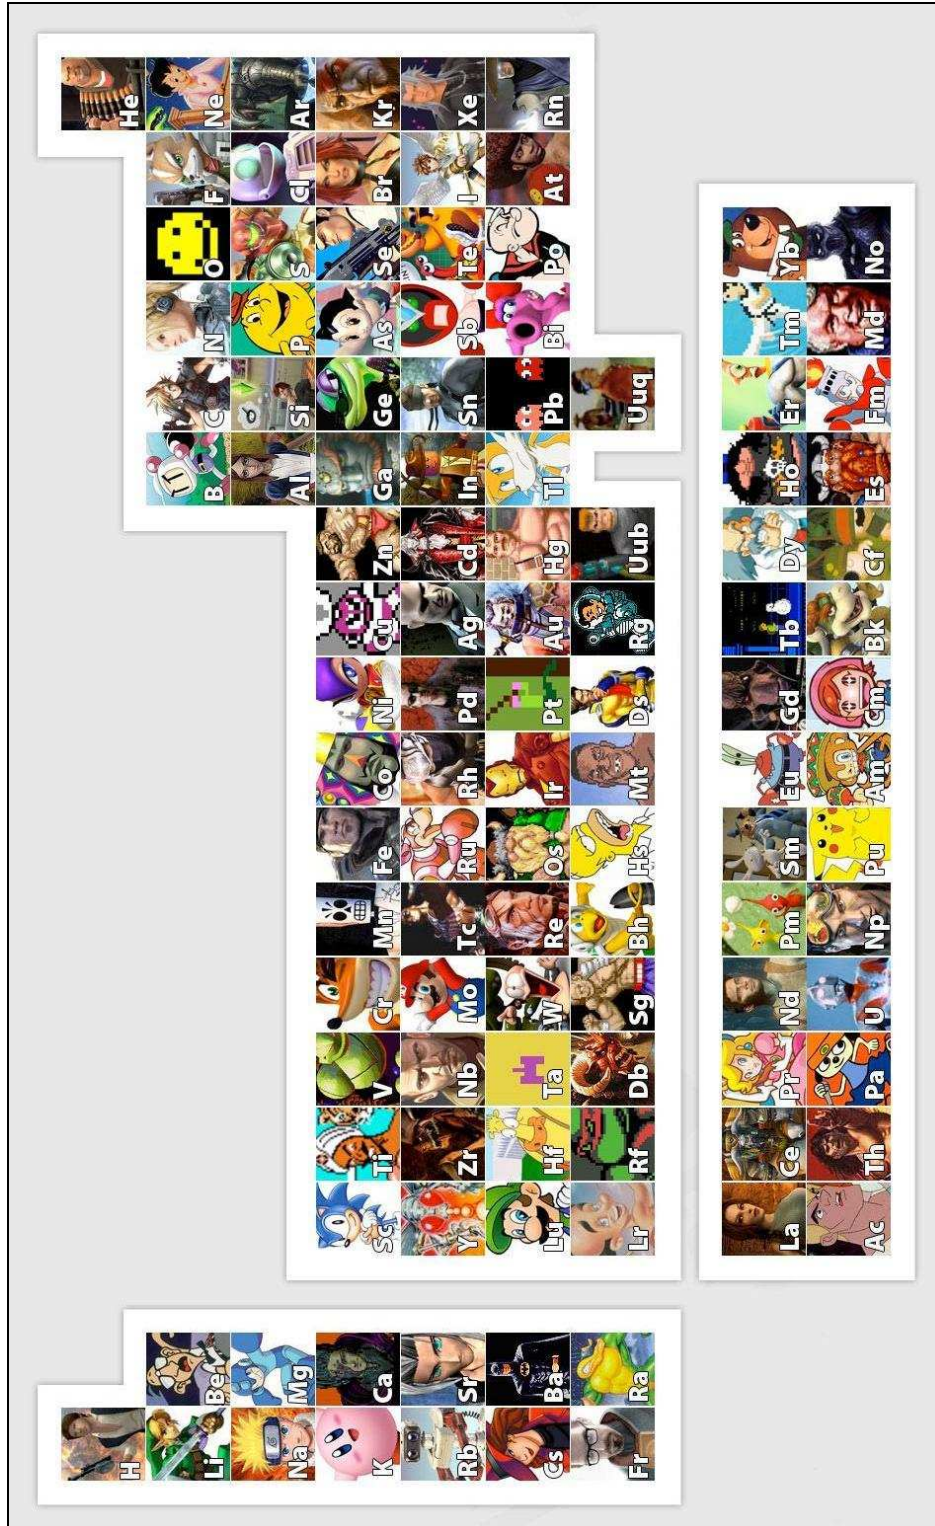 H He
Li Be B C N O F Ne
Na Mg Al Si P S Cl Ar
K Ca Sc Ti V Cr Mn Fe Co Ni Cu Zn Ga Ge As Se Br Kr
Rb Sr Y Zr Nb Mo Tc Ru Rh Pd Ag Cd In Sn Sb Te I Xe
Cs Ba Lu Hf Ta W Re Os Ir Pt Au Hg Tl Pb Bi Po At Rn
Fr Ra Lr Rf Db Sg Bh Hs Mt Ds Rg Uub Uuq
La Ce Pr Nd Pm Sm Eu Gd Tb Dy Ho Er Tm Yb
Ac Th Pa U Np Pu Am Cm Bk Cf Es Fm Md No